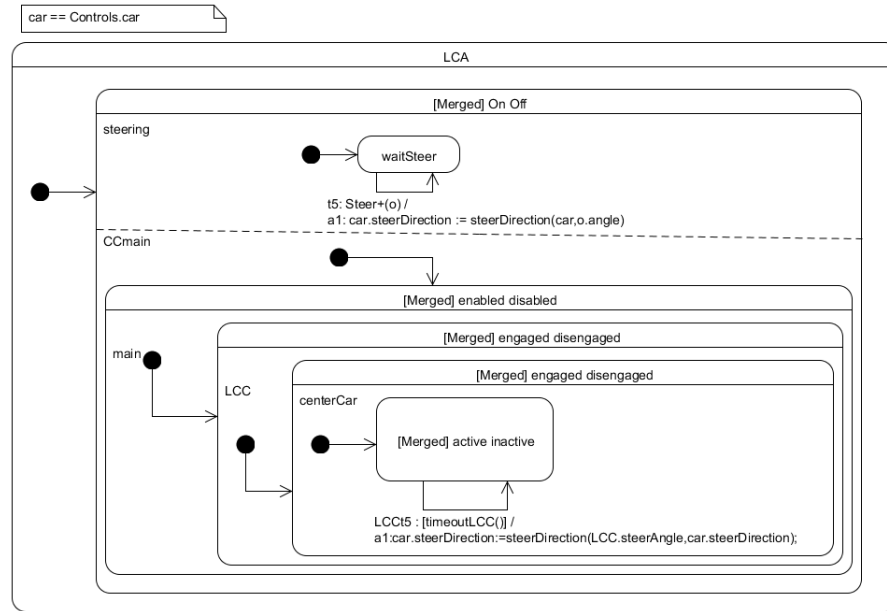 car == Controls.car
LCA
[Merged] On Off
steering
waitSteer
t5: Steer+(o) /
a1: car.steerDirection := steerDirection(car,o.angle)
CCmain
[Merged] enabled disabled
main
[Merged] engaged disengaged
LCC
[Merged] engaged disengaged
centerCar
[Merged] active inactive
LCCt5 : [timeoutLCC()] /
a1:car.steerDirection:=steerDirection(LCC.steerAngle,car.steerDirection);